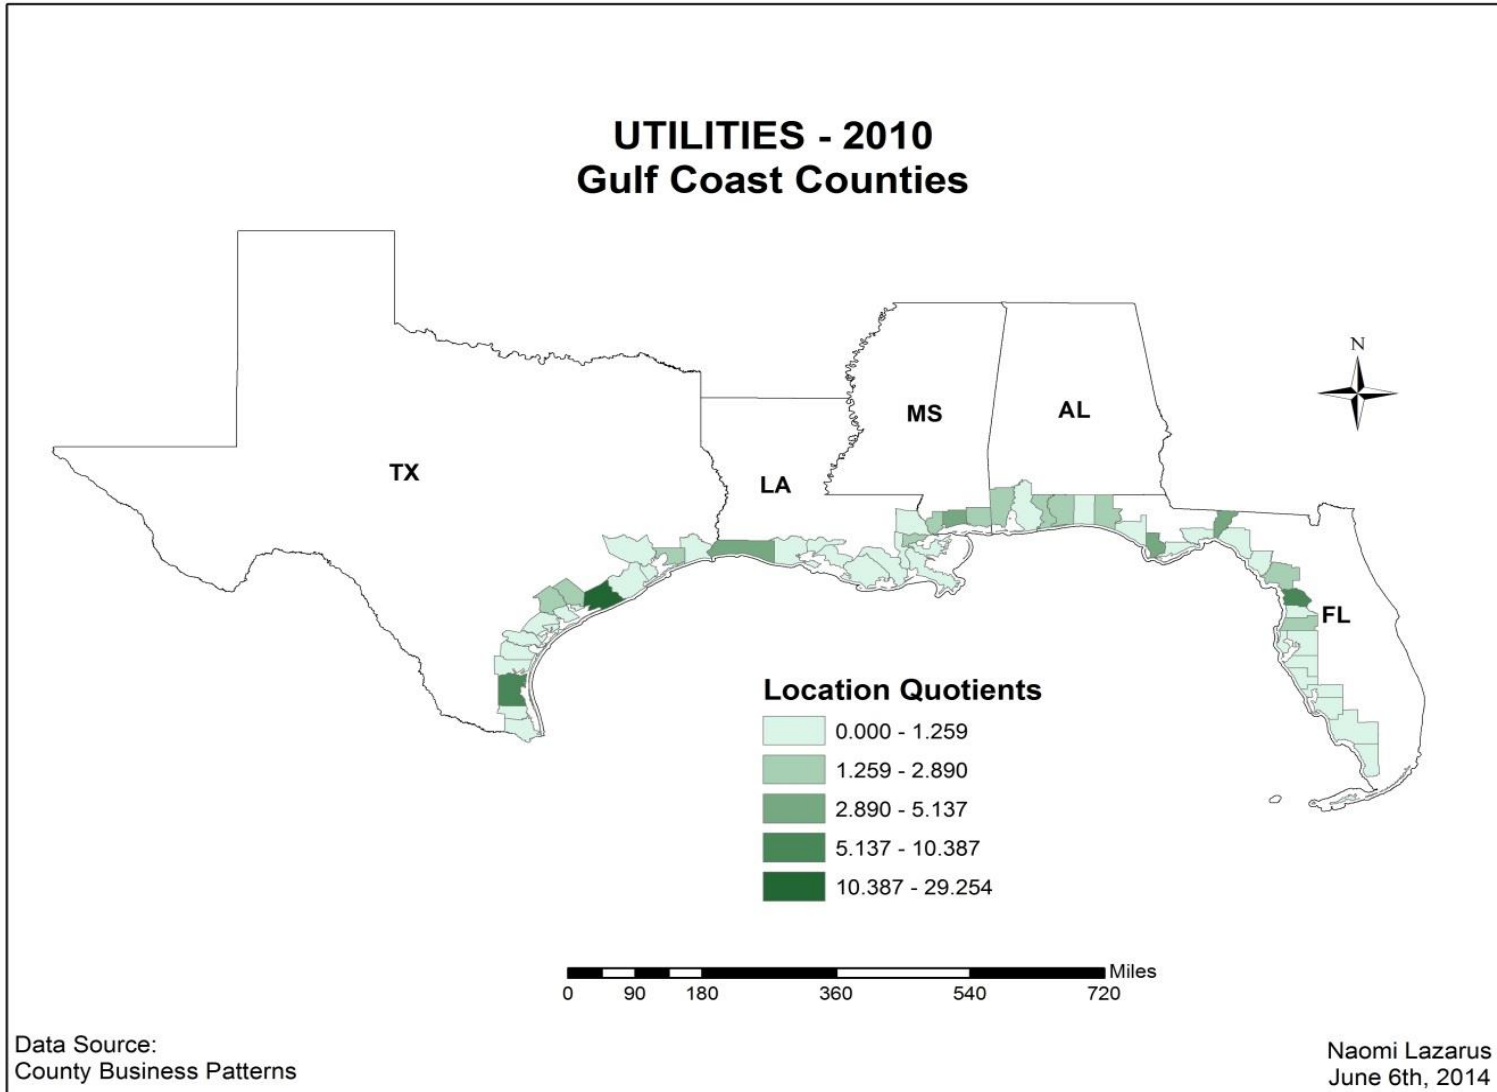 UTILITIES - 2010
Gulf Coast Counties
N
MS
AL
TX
LA
FL
Location Quotients
0.000 - 1.259
1.259 - 2.890
2.890 - 5.137
5.137 - 10.387
10.387 - 29.254
Miles
0 90 180 360 540 720
Data Source:
County Business Patterns
Naomi Lazarus
June 6th, 2014